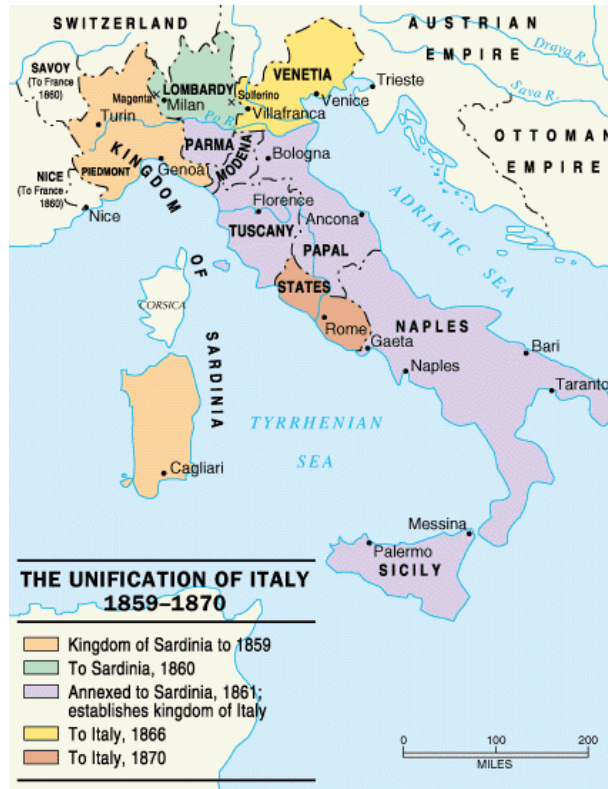 SWITZERLAND
AUSTRIAN
EMPIRE
Drava R.
Sava R.
SAVOY
(To France
1860)
LOMBARDY
VENETIA
Trieste
Magenta
Milan
Solferino
Venice
Villafranca
Po R.
Turin
OTTOMAN
EMPIRE
PARMA
MODENA
Bologna
PIEDMONT
Genoa
NICE
(To France
1860)
Nice
KINGDOM
OF
SARDINIA
Florence
Ancona
ADRIATIC SEA
TUSCANY
PAPAL
STATES
CORSICA
Rome
NAPLES
Gaeta
Bari
Naples
Taranto
TYRRHENIAN
SEA
Cagliari
Messina
Palermo
SICILY
THE UNIFICATION OF ITALY
1859–1870
Kingdom of Sardinia to 1859
To Sardinia, 1860
Annexed to Sardinia, 1861;
establishes kingdom of Italy
To Italy, 1866
To Italy, 1870
0 100 200
MILES